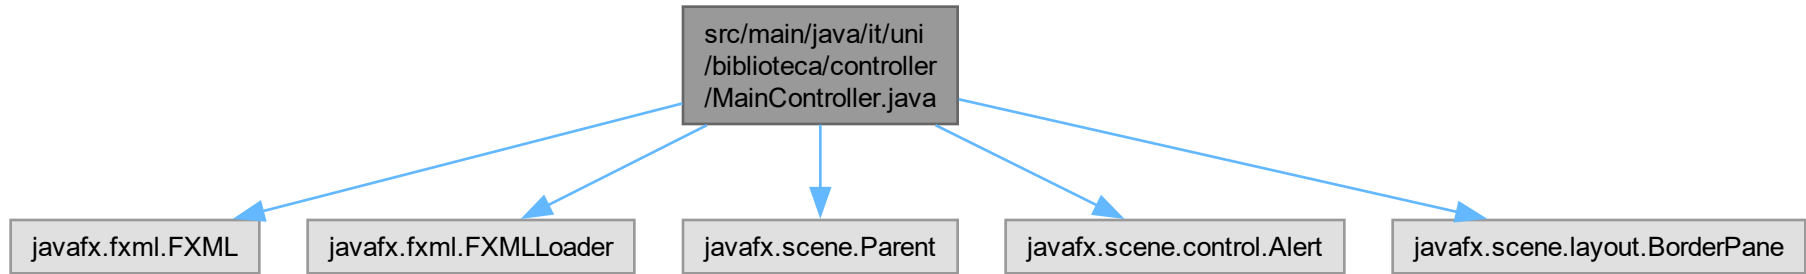 src/main/java/it/uni
/biblioteca/controller
/MainController.java
javafx.fxml.FXML
javafx.fxml.FXMLLoader
javafx.scene.Parent
javafx.scene.control.Alert
javafx.scene.layout.BorderPane